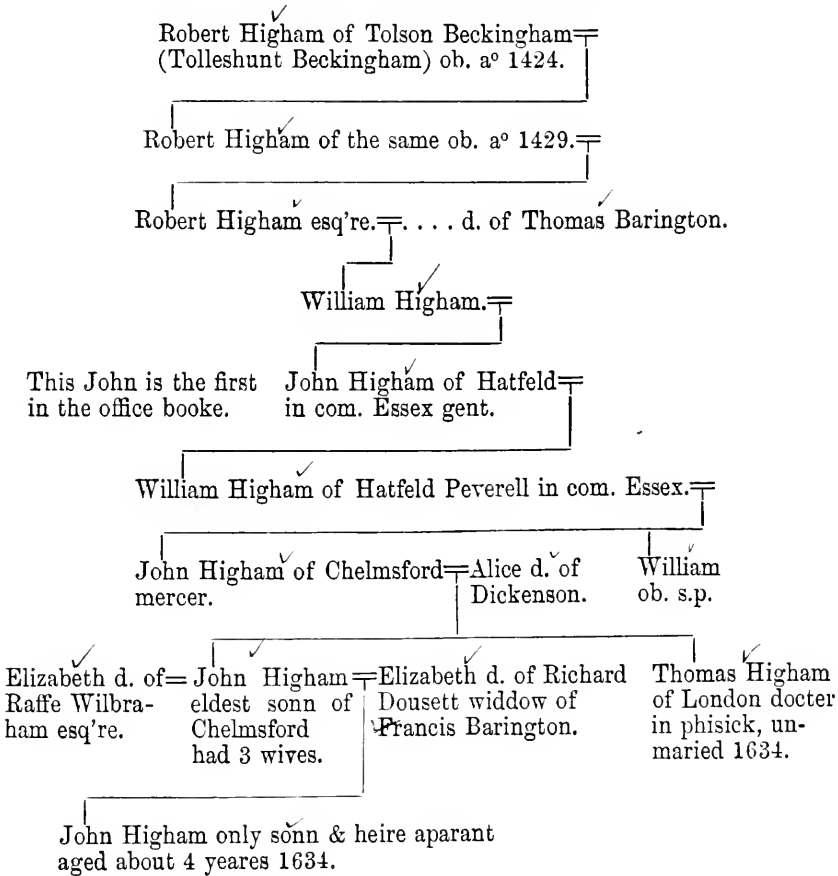 Robert Higham of Tolson Beckingham
(Tolleshunt Beckingham) ob. aº 1424.
Robert Higham of the same ob. aº 1429.
Robert Higham esq're. . . . . d. of Thomas Barington.
William Higham.
This John is the first
in the office booke.
John Higham of Hatfeld
in com. Essex gent.
William Higham of Hatfeld Peverell in com. Essex.
John Higham of Chelmsford
mercer.
Alice d. of
Dickenson.
William
ob. s.p.
Elizabeth d. of
Raffe Wilbra-
ham esq're.
John Higham
eldest sonn of
Chelmsford
had 3 wives.
Elizabeth d. of Richard
Dousett widdow of
Francis Barington.
Thomas Higham
of London docter
in phisick, un-
maried 1634.
John Higham only sonn & heire aparant
aged about 4 yeares 1634.